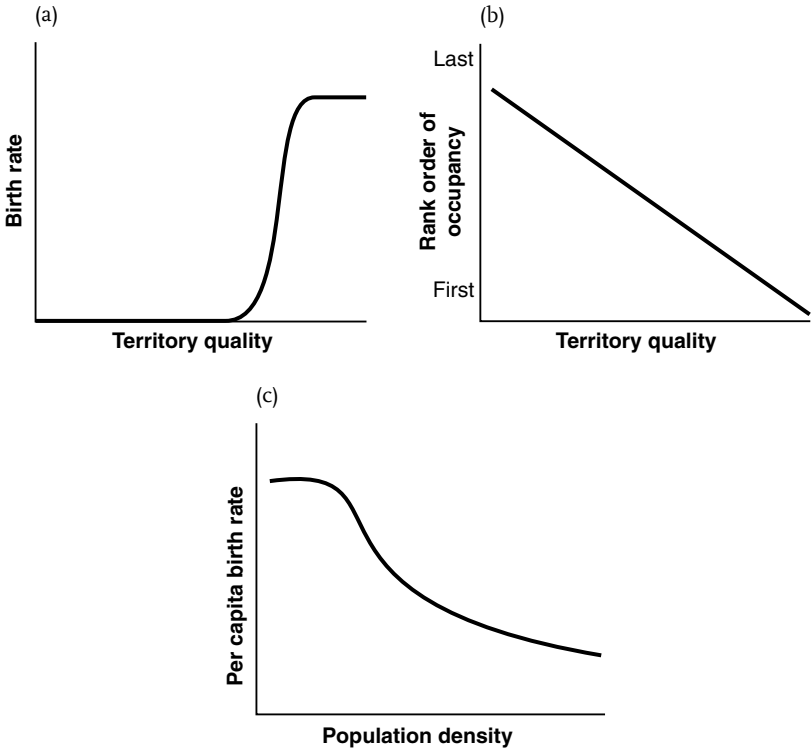 (a)
Birth rate
Territory quality
(b)
Last
Rank order of
occupancy
First
Territory quality
(c)
Per capita birth rate
Population density